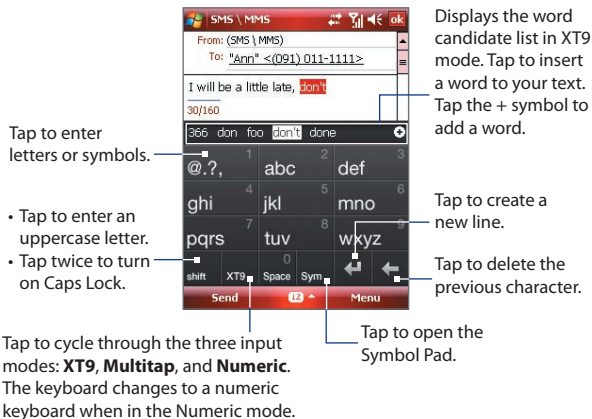 SMS \ MMS ok
From: (SMS \ MMS)
To: "Ann" <(091) 011-1111>
I will be a little late, don't
30/160
366 don foo don't done
@.?, 1 abc 2 def 3
ghi 4 jkl 5 mno 6
pqrs 7 tuv 8 wxyz 9
shift XT9 0 Space Sym
Send 12 Menu
Displays the word
candidate list in XT9
mode. Tap to insert
a word to your text.
Tap the + symbol to
add a word.
Tap to enter
letters or symbols.
• Tap to enter an
uppercase letter.
• Tap twice to turn
on Caps Lock.
Tap to create a
new line.
Tap to delete the
previous character.
Tap to open the
Symbol Pad.
Tap to cycle through the three input
modes: XT9, Multitap, and Numeric.
The keyboard changes to a numeric
keyboard when in the Numeric mode.